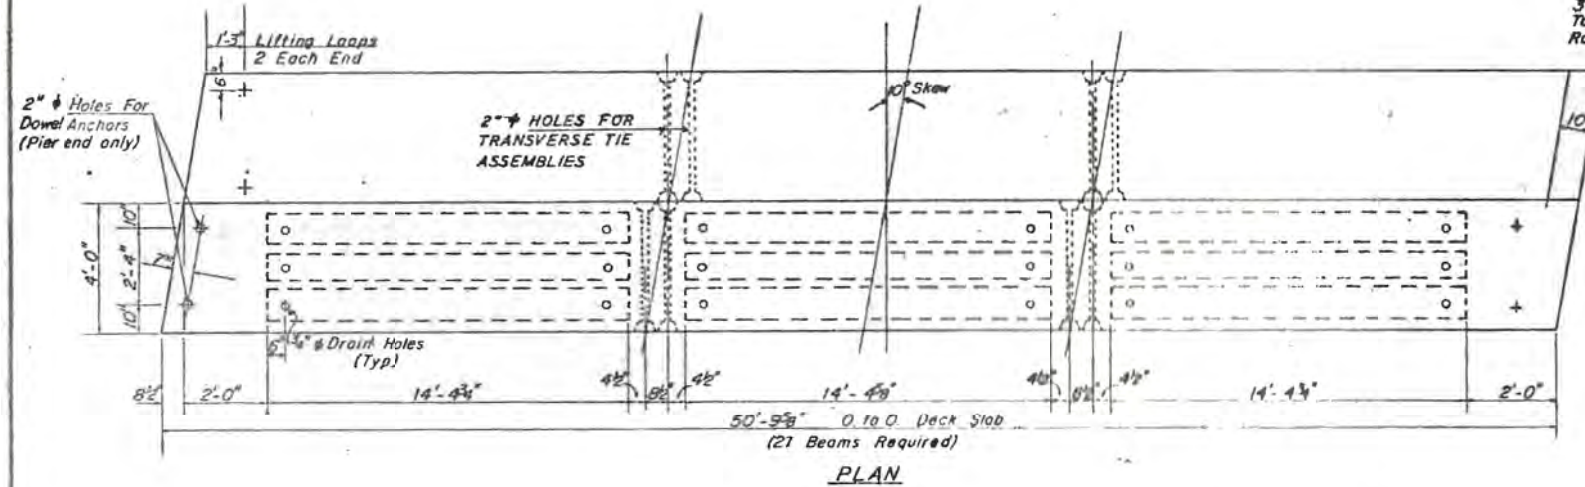 1'-3" Lifting Loops
2 Each End
6"
2" ϕ Holes For
Dowel Anchors
(Pier end only)
2" ϕ HOLES FOR
TRANSVERSE TIE
ASSEMBLIES
10° Skew
10
4'-0"
10"
2'-4"
10"
5"
3/4" ϕ Drain Holes
(Typ)
8½" 2'-0" 14'-4¾" 4½" 8½" 4½" 14'-4⅝" 4½" 8½" 4½" 14'-4¾" 2'-0"
50'-9⅝" O. to O. Deck Slab
(27 Beams Required)
PLAN